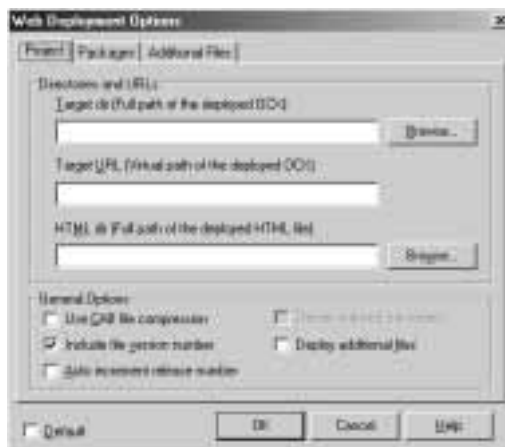 Web Deployment Options
Project Packages Additional Files
Directories and URLs
Target dir (Full path of the deployed OCX)
Browse...
Target URL (Virtual path of the deployed OCX)
HTML dir (Full path of the deployed HTML file)
Browse...
General Options
Use CAB file compression
Include file version number
Display additional files
Auto increment release number
Default
OK
Cancel
Help